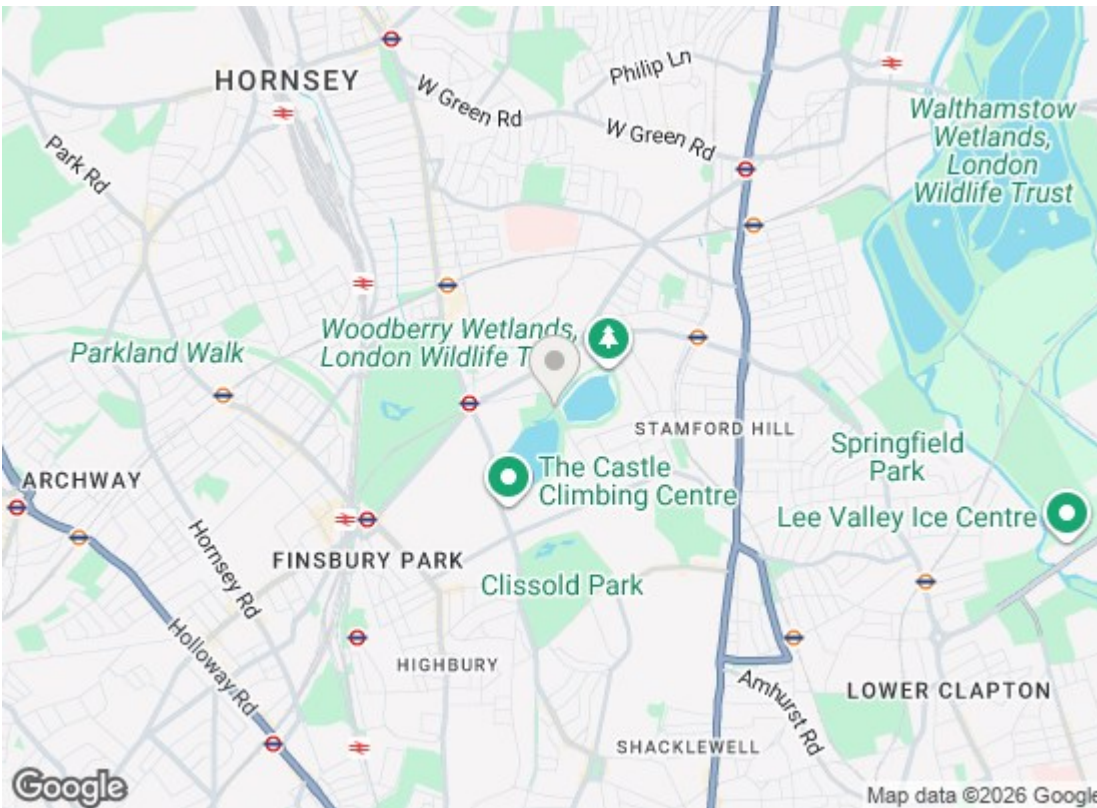 HORNSEY
Philip Ln
W Green Rd
W Green Rd
Park Rd
Walthamstow
Wetlands,
London
Wildlife Trust
Woodberry Wetlands,
London Wildlife T
Parkland Walk
STAMFORD HILL
Springfield
Park
The Castle
Climbing Centre
ARCHWAY
Lee Valley Ice Centre
Hornsey Rd
FINSBURY PARK
Clissold Park
Holloway Rd
HIGHBURY
Amhurst Rd
LOWER CLAPTON
SHACKLEWELL
Google
Map data ©2026 Google